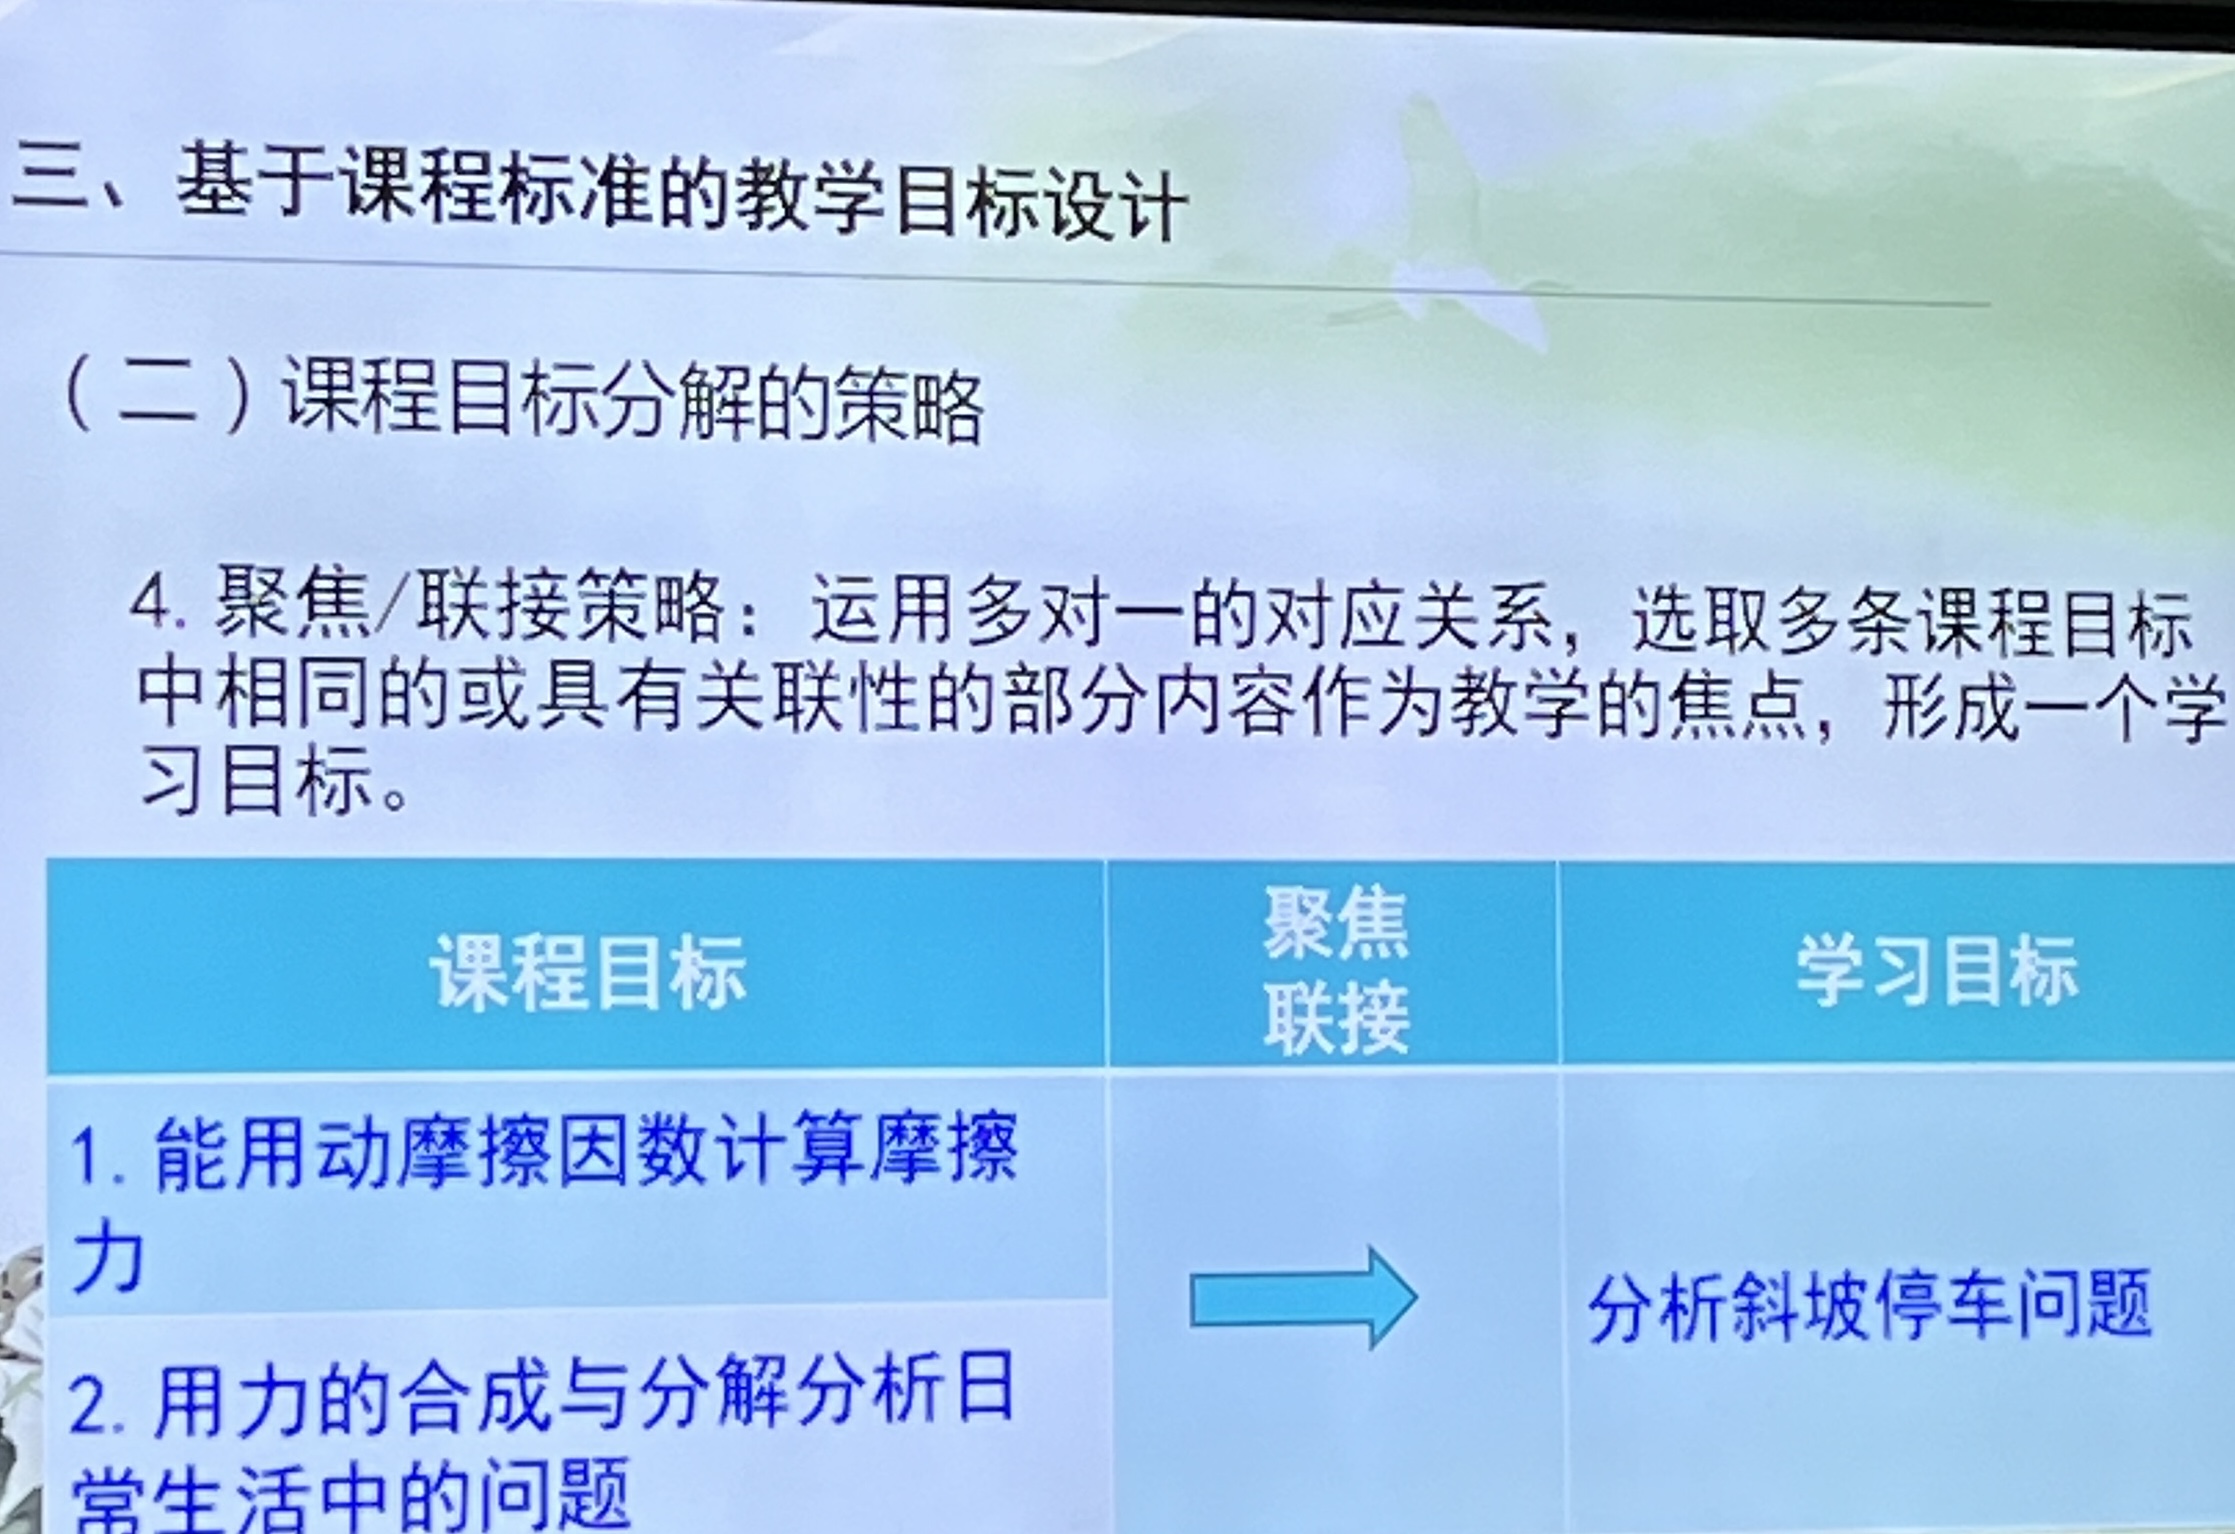 三、基于课程标准的教学目标设计
（二）课程目标分解的策略
4. 聚焦/联接策略：运用多对一的对应关系，选取多条课程目标
中相同的或具有关联性的部分内容作为教学的焦点，形成一个学
习目标。
课程目标
聚焦
联接
学习目标
1. 能用动摩擦因数计算摩擦
力
分析斜坡停车问题
2. 用力的合成与分解分析日
常生活中的问题